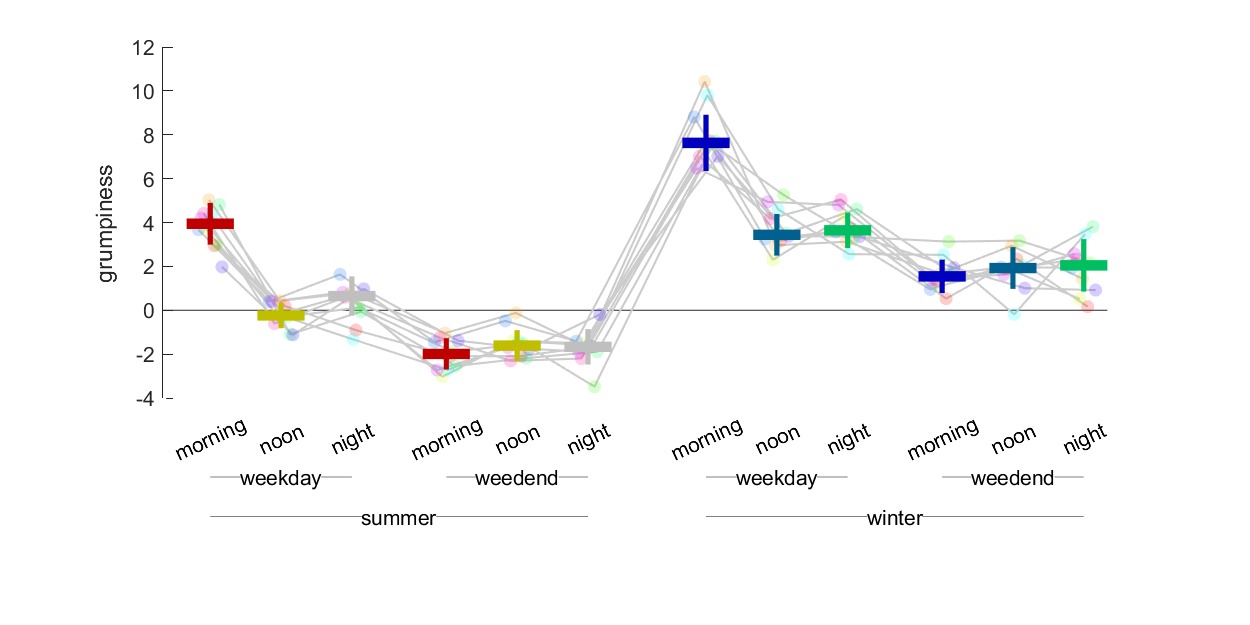 12
10
8
6
4
2
0
-2
-4
grumpiness
morning noon night morning noon night morning noon night morning noon night
weekday weedend weekday weedend
summer winter